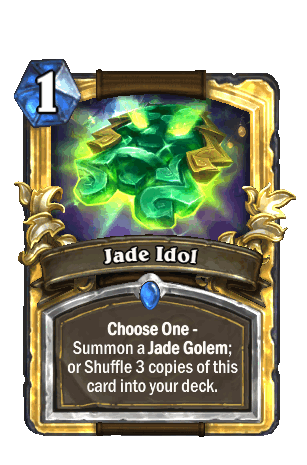 1
Jade Idol
Choose One -
Summon a Jade Golem;
or Shuffle 3 copies of this
card into your deck.